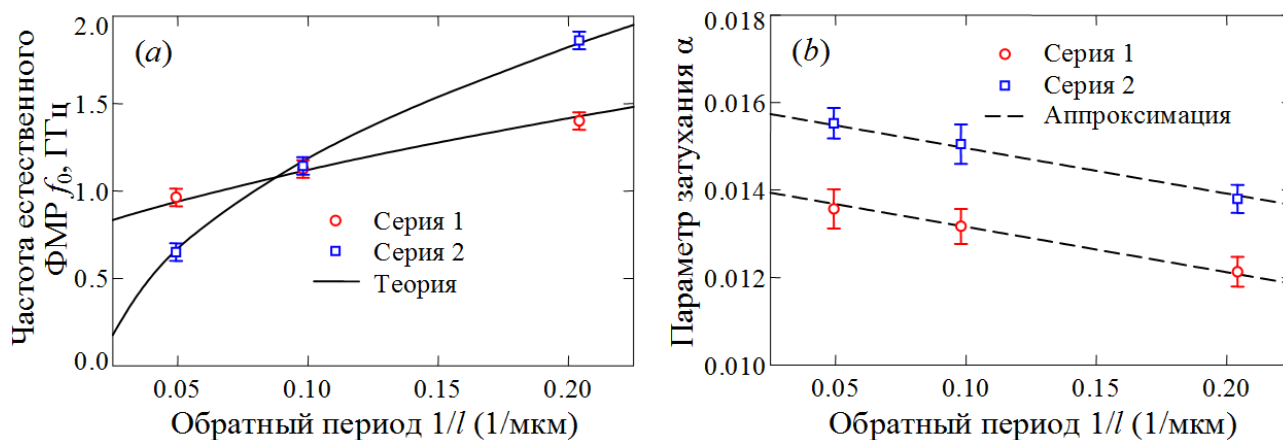 (a)
Частота естественного
ФМР f₀, ГГц
2.0
1.5
1.0
0.5
0.0
Серия 1
Серия 2
Теория
0.05
0.10
0.15
0.20
Обратный период 1/l (1/мкм)
(b)
Параметр затухания α
0.018
0.016
0.014
0.012
0.010
Серия 1
Серия 2
Аппроксимация
0.05
0.10
0.15
0.20
Обратный период 1/l (1/мкм)